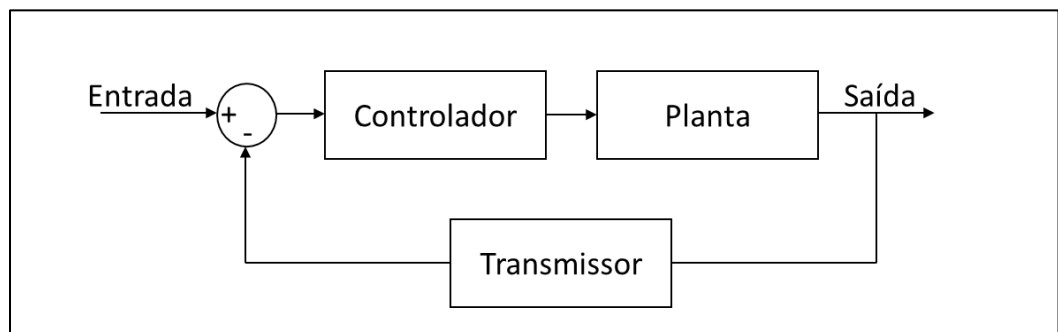 Entrada
+
-
Controlador
Planta
Saída
Transmissor